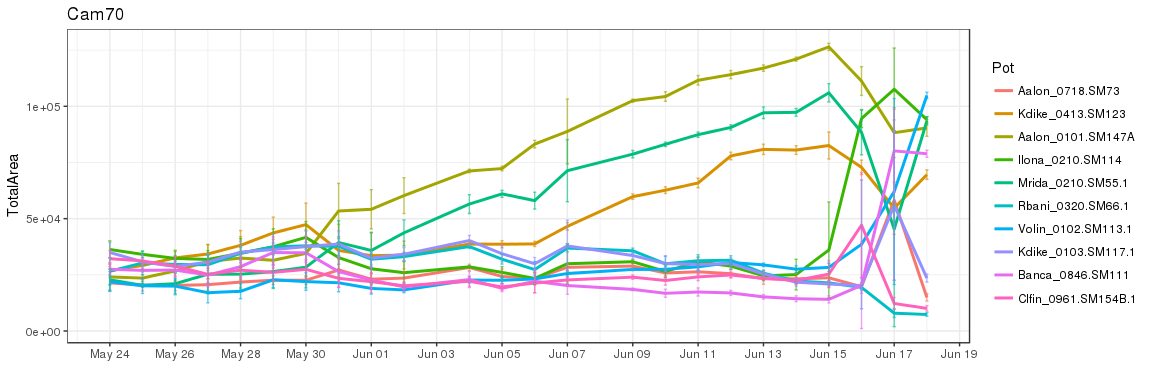 Cam70
TotalArea
1e+05
5e+04
0e+00
May 24 May 26 May 28 May 30 Jun 01 Jun 03 Jun 05 Jun 07 Jun 09 Jun 11 Jun 13 Jun 15 Jun 17 Jun 19
Pot
Aalon_0718.SM73
Kdike_0413.SM123
Aalon_0101.SM147A
Ilona_0210.SM114
Mrida_0210.SM55.1
Rbani_0320.SM66.1
Volin_0102.SM113.1
Kdike_0103.SM117.1
Banca_0846.SM111
Clfin_0961.SM154B.1